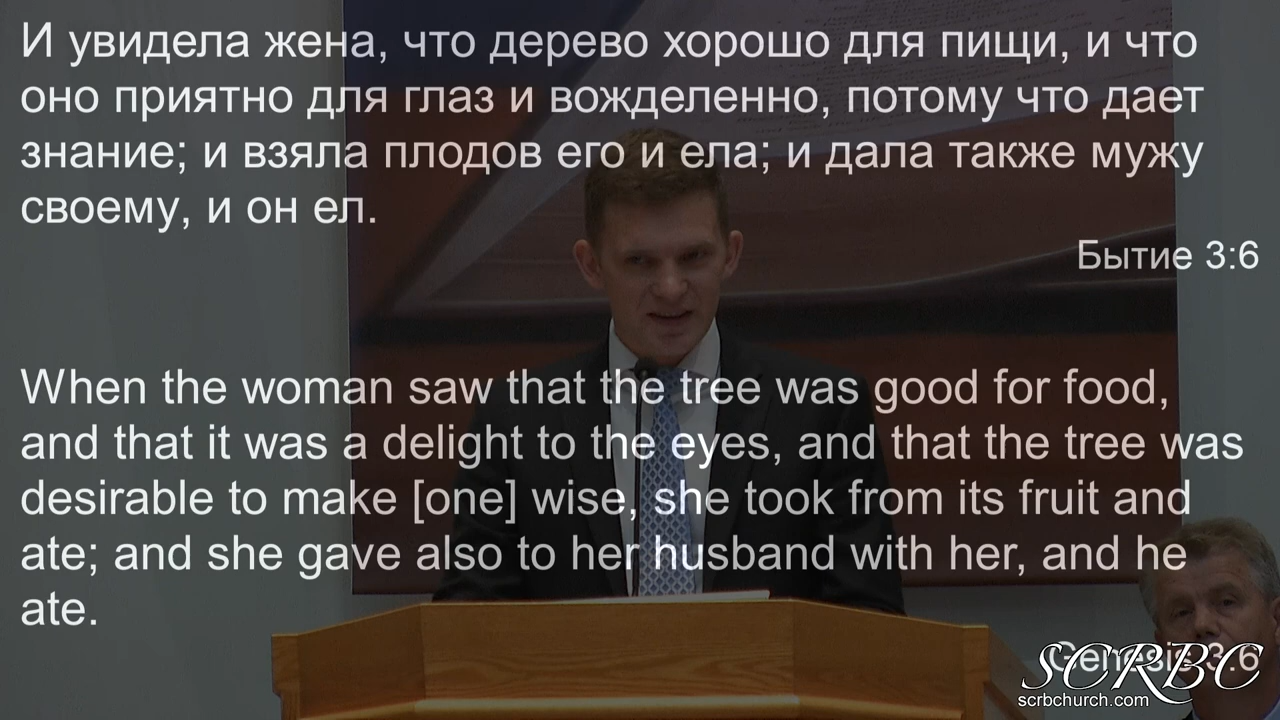 И увидела жена, что дерево хорошо для пищи, и что
оно приятно для глаз и вожделенно, потому что дает
знание; и взяла плодов его и ела; и дала также мужу
своему, и он ел.
Бытие 3:6
When the woman saw that the tree was good for food,
and that it was a delight to the eyes, and that the tree was
desirable to make [one] wise, she took from its fruit and
ate; and she gave also to her husband with her, and he
ate.
Genesis 3:6
SCRBC
scrbchurch.com